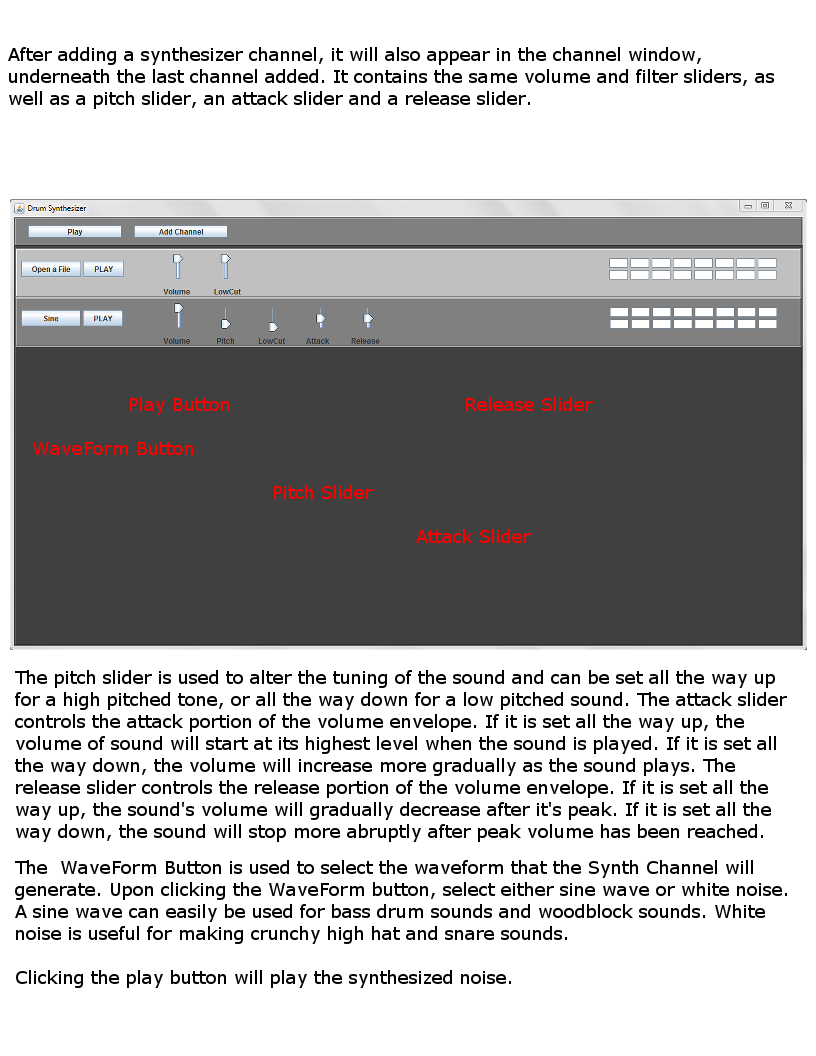 After adding a synthesizer channel, it will also appear in the channel window,
underneath the last channel added. It contains the same volume and filter sliders, as
well as a pitch slider, an attack slider and a release slider.
Drum Synthesizer
Play Add Channel
Open a File PLAY
Volume LowCut
Sine PLAY
Volume Pitch LowCut Attack Release
Play Button Release Slider
WaveForm Button
Pitch Slider
Attack Slider
The pitch slider is used to alter the tuning of the sound and can be set all the way up
for a high pitched tone, or all the way down for a low pitched sound. The attack slider
controls the attack portion of the volume envelope. If it is set all the way up, the
volume of sound will start at its highest level when the sound is played. If it is set all
the way down, the volume will increase more gradually as the sound plays. The
release slider controls the release portion of the volume envelope. If it is set all the
way up, the sound's volume will gradually decrease after it's peak. If it is set all the
way down, the sound will stop more abruptly after peak volume has been reached.
The WaveForm Button is used to select the waveform that the Synth Channel will
generate. Upon clicking the WaveForm button, select either sine wave or white noise.
A sine wave can easily be used for bass drum sounds and woodblock sounds. White
noise is useful for making crunchy high hat and snare sounds.
Clicking the play button will play the synthesized noise.